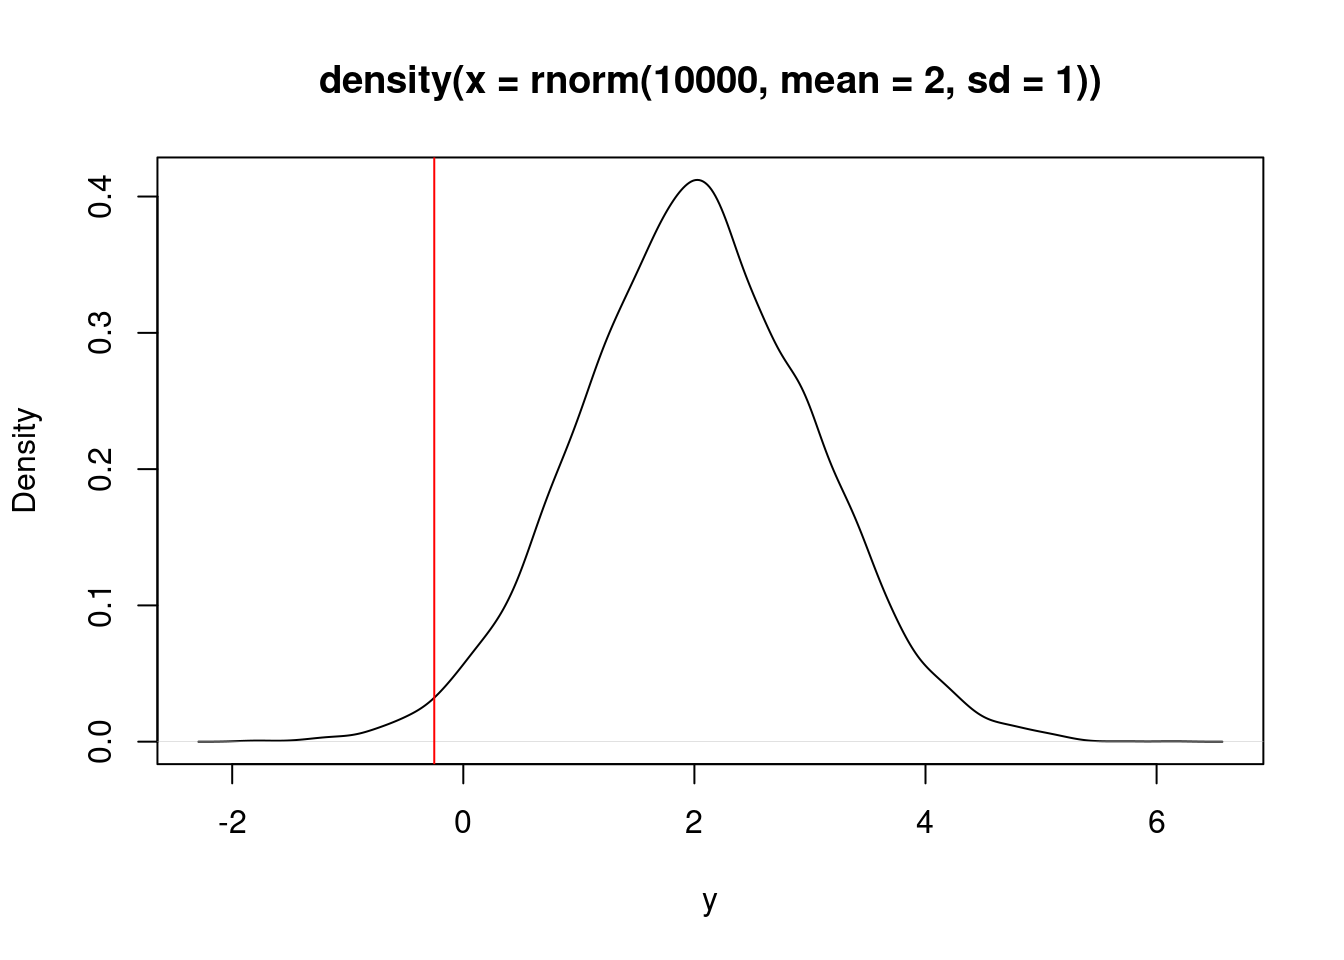 density(x = rnorm(10000, mean = 2, sd = 1))
Density
0.4
0.3
0.2
0.1
0.0
-2 0 2 4 6
y